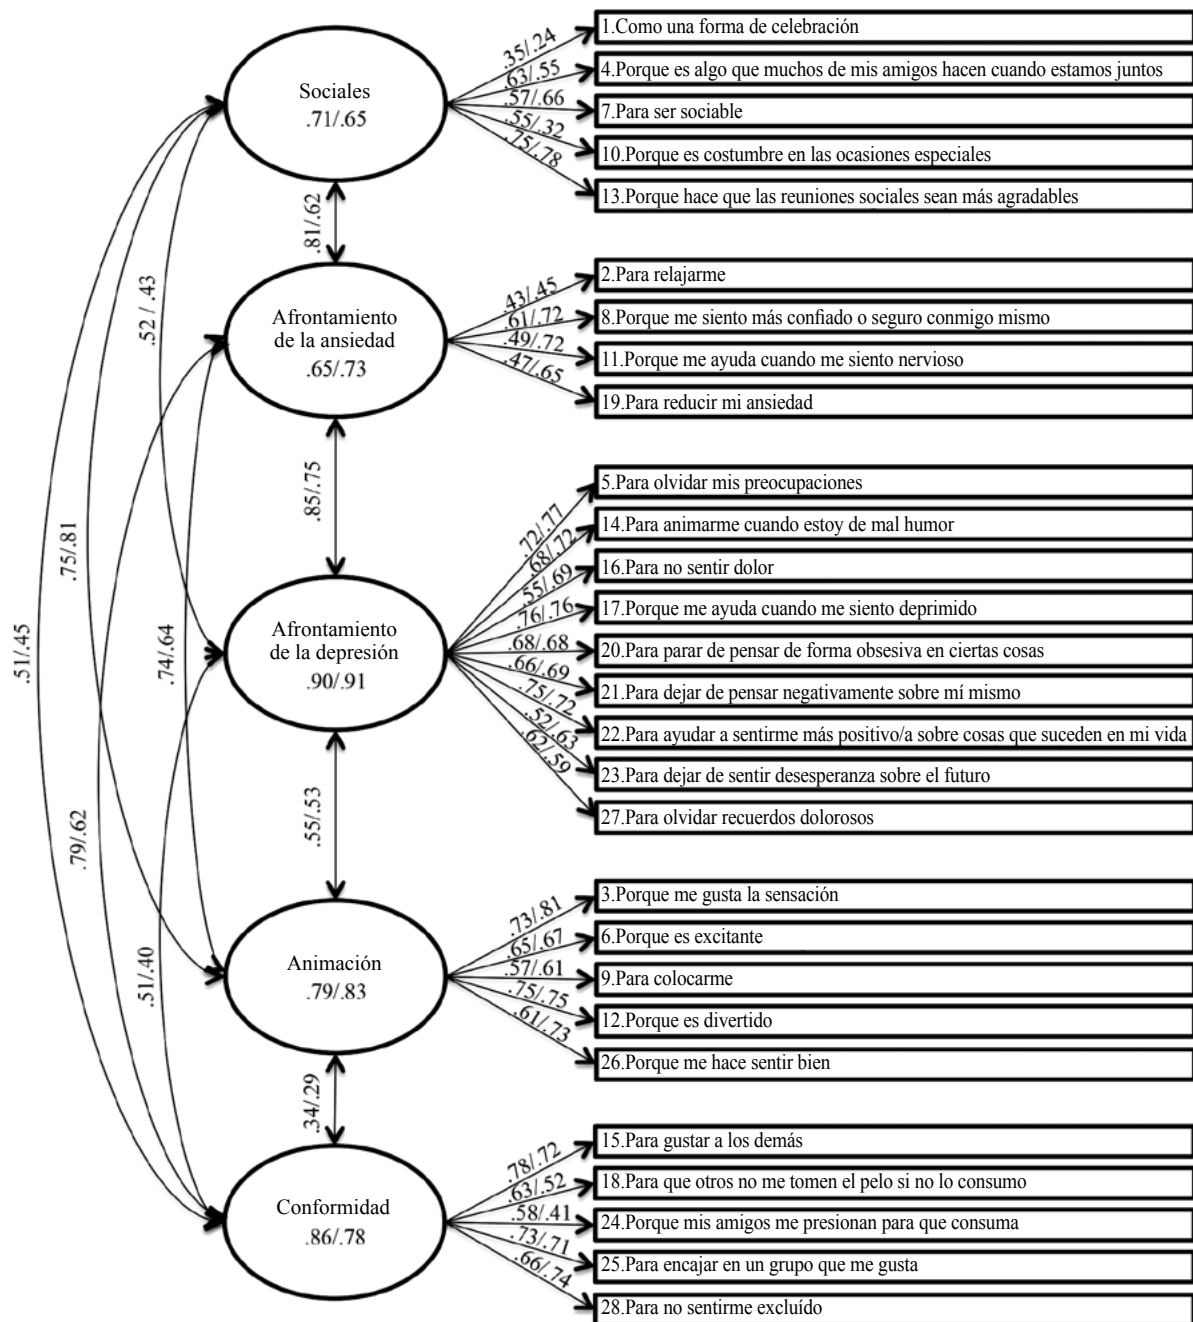 Sociales
.71/.65
.35/.24
.63/.55
.57/.66
.55/.32
.75/.78
1.Como una forma de celebración
4.Porque es algo que muchos de mis amigos hacen cuando estamos juntos
7.Para ser sociable
10.Porque es costumbre en las ocasiones especiales
13.Porque hace que las reuniones sociales sean más agradables
.81/.62
.52 / .43
Afrontamiento
de la ansiedad
.65/.73
.43/.45
.61/.72
.49/.72
.47/.65
2.Para relajarme
8.Porque me siento más confiado o seguro conmigo mismo
11.Porque me ayuda cuando me siento nervioso
19.Para reducir mi ansiedad
.85/.75
.75/.81
.51/.45
.74/.64
Afrontamiento
de la depresión
.90/.91
.72/.77
.68/.72
.55/.69
.76/.76
.68/.68
.66/.69
.75/.72
.52/.63
.62/.59
5.Para olvidar mis preocupaciones
14.Para animarme cuando estoy de mal humor
16.Para no sentir dolor
17.Porque me ayuda cuando me siento deprimido
20.Para parar de pensar de forma obsesiva en ciertas cosas
21.Para dejar de pensar negativamente sobre mí mismo
22.Para ayudar a sentirme más positivo/a sobre cosas que suceden en mi vida
23.Para dejar de sentir desesperanza sobre el futuro
27.Para olvidar recuerdos dolorosos
.55/.53
.79/.62
.51/.40
Animación
.79/.83
.73/.81
.65/.67
.57/.61
.75/.75
.61/.73
3.Porque me gusta la sensación
6.Porque es excitante
9.Para colocarme
12.Porque es divertido
26.Porque me hace sentir bien
.34/.29
Conformidad
.86/.78
.78/.72
.63/.52
.58/.41
.73/.71
.66/.74
15.Para gustar a los demás
18.Para que otros no me tomen el pelo si no lo consumo
24.Porque mis amigos me presionan para que consuma
25.Para encajar en un grupo que me gusta
28.Para no sentirme excluído